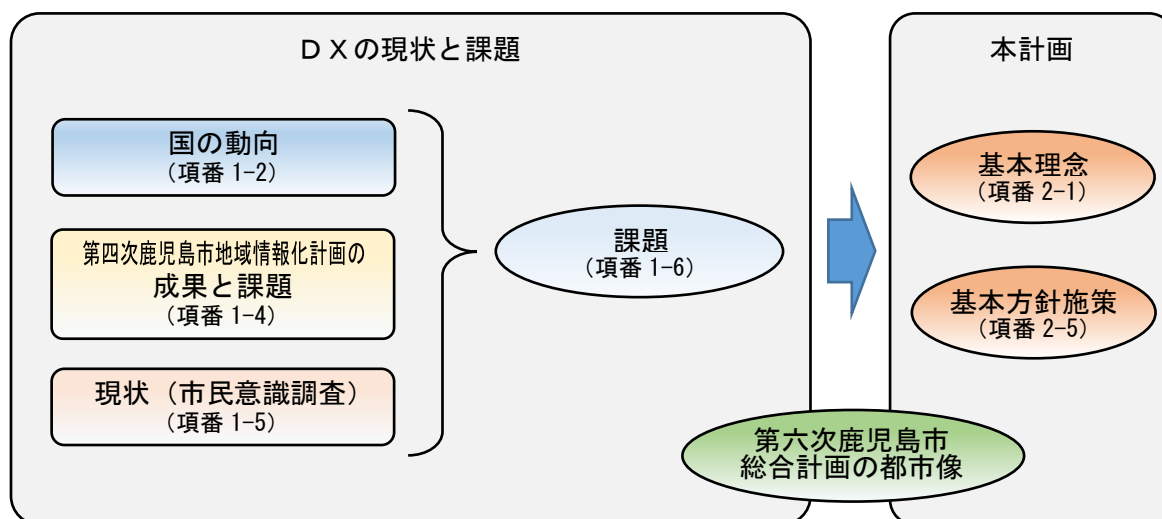 ＤＸの現状と課題
国の動向
(項番 1-2)
第四次鹿児島市地域情報化計画の
成果と課題
(項番 1-4)
現状（市民意識調査）
(項番 1-5)
課題
(項番 1-6)
本計画
基本理念
(項番 2-1)
基本方針施策
(項番 2-5)
第六次鹿児島市
総合計画の都市像